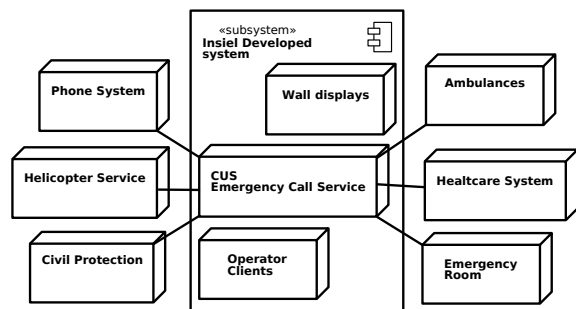 «subsystem»
Insiel Developed
system
Phone System
Wall displays
Ambulances
Helicopter Service
CUS
Emergency Call Service
Healtcare System
Civil Protection
Operator
Clients
Emergency
Room